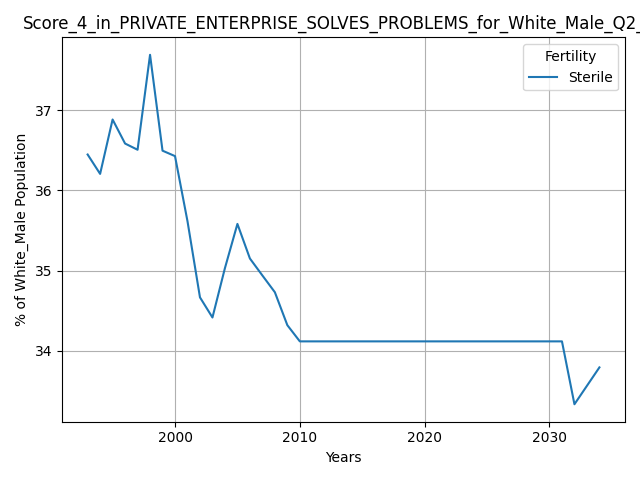 Score_4_in_PRIVATE_ENTERPRISE_SOLVES_PROBLEMS_for_White_Male_Q2_
Fertility
Sterile
37
36
35
34
% of White_Male Population
2000 2010 2020 2030
Years